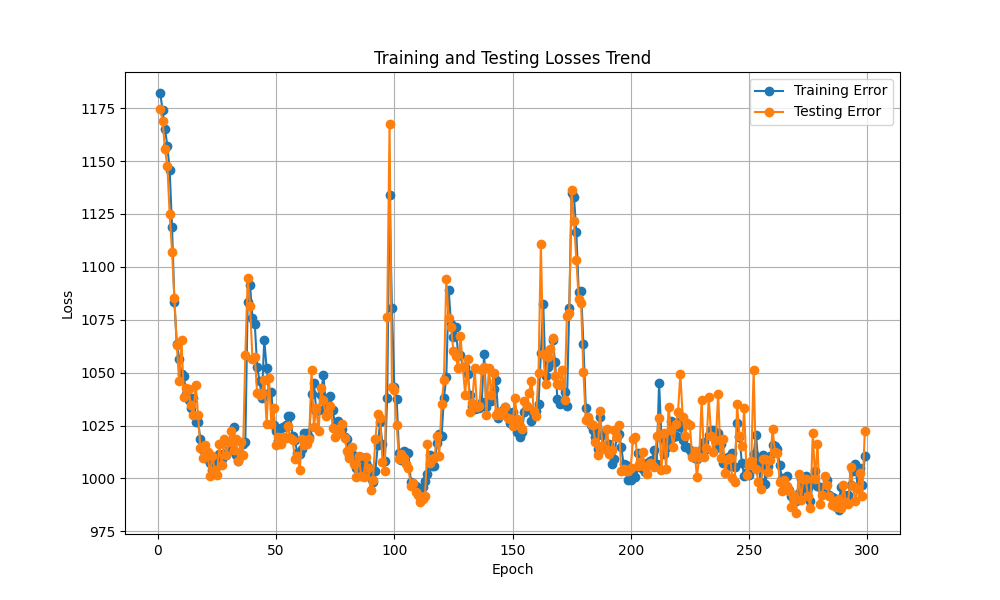 Training and Testing Losses Trend
Training Error
Testing Error
1175
1150
1125
1100
1075
1050
1025
1000
975
Loss
0 50 100 150 200 250 300
Epoch